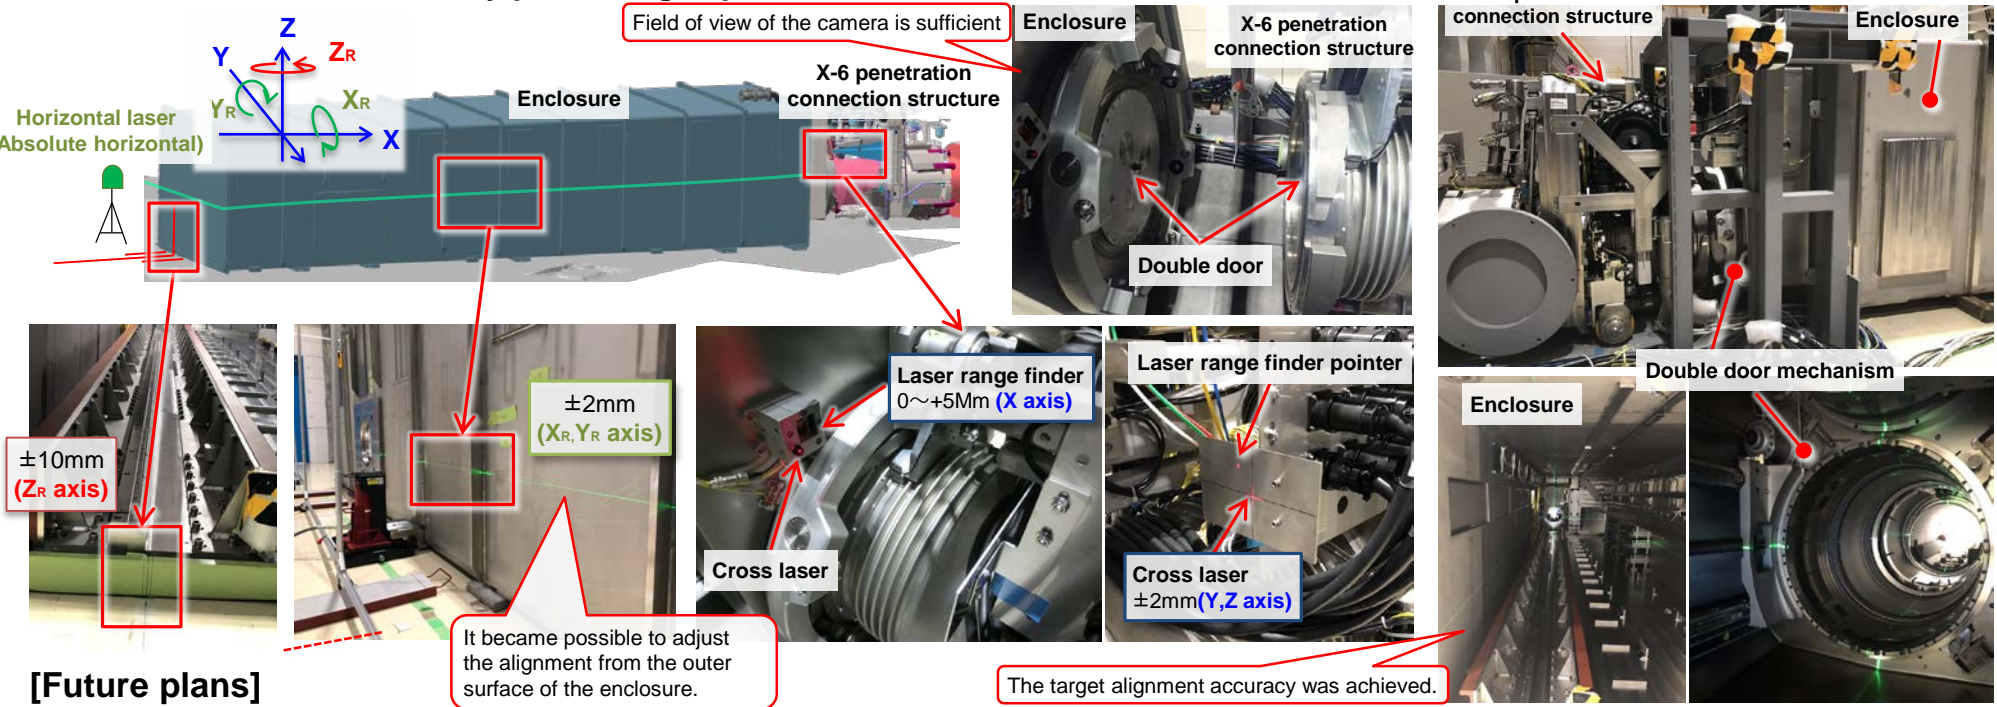 Field of view of the camera is sufficient
Enclosure
X-6 penetration
connection structure
connection structure
Enclosure
Z
Y
ZR
YR
XR
X
Horizontal laser
Absolute horizontal)
Enclosure
X-6 penetration
connection structure
Double door
±10mm
(ZR axis)
±2mm
(XR,YR axis)
Laser range finder
0～+5Mm (X axis)
Cross laser
Laser range finder pointer
Cross laser
±2mm(Y,Z axis)
Double door mechanism
Enclosure
It became possible to adjust
the alignment from the outer
surface of the enclosure.
The target alignment accuracy was achieved.
[Future plans]